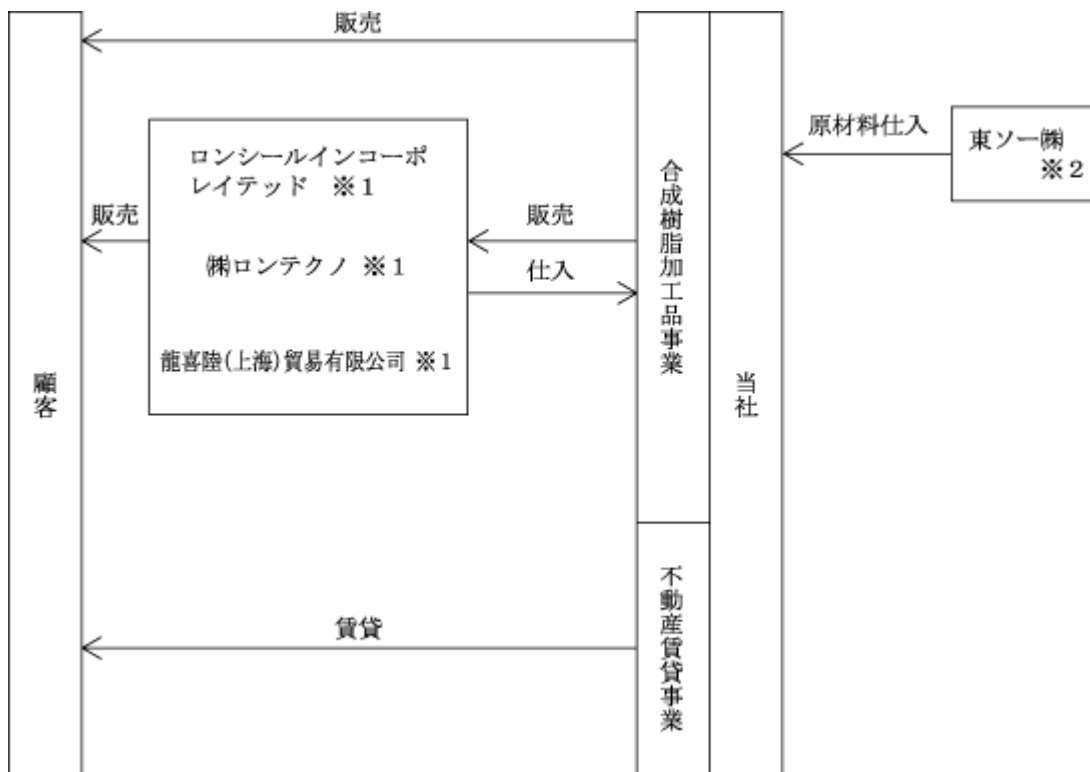 販売
原材料仕入
東ソー㈱
※２
ロンシールインコーポ
レイテッド　※１
販売
販売
㈱ロンテクノ ※１
仕入
龍喜陸(上海)貿易有限公司 ※１
顧客
合成樹脂加工品事業
当社
不動産賃貸事業
賃貸